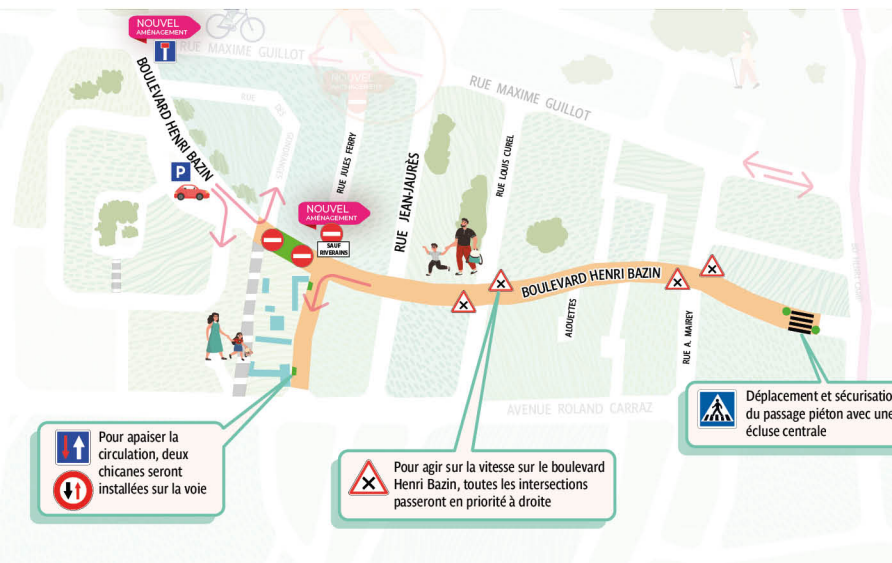 NOUVEL
AMÉNAGEMENT
RUE MAXIME GUILLOT
BOULEVARD HENRI BAZIN
NOUVEL
AMÉNAGEMENT
RUE MAXIME GUILLOT
RUE
DES
P
RUE JULES FERRY
RUE JEAN-JAURÈS
RUE LOUIS CUREL
NOUVEL
AMÉNAGEMENT
SAUF
RIVERAINS
BOULEVARD HENRI BAZIN
ALOUETTES
RUE A. MAIREY
AVENUE ROLAND CARRAZ
Déplacement et sécurisatio
du passage piéton avec une
écluse centrale
Pour apaiser la
circulation, deux
chicanes seront
installées sur la voie
Pour agir sur la vitesse sur le boulevard
Henri Bazin, toutes les intersections
passeront en priorité à droite